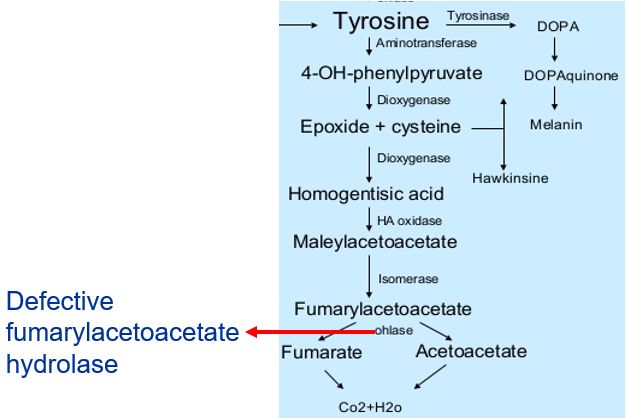 Tyrosine
Tyrosinase
DOPA
Aminotransferase
4-OH-phenylpyruvate
DOPAquinone
Dioxygenase
Epoxide + cysteine
Melanin
Dioxygenase
Hawkinsine
Homogentisic acid
HA oxidase
Maleylacetoacetate
Isomerase
Defective
fumarylacetoacetate
hydrolase
Fumarylacetoacetate
ohlase
Fumarate
Acetoacetate
Co2+H2o